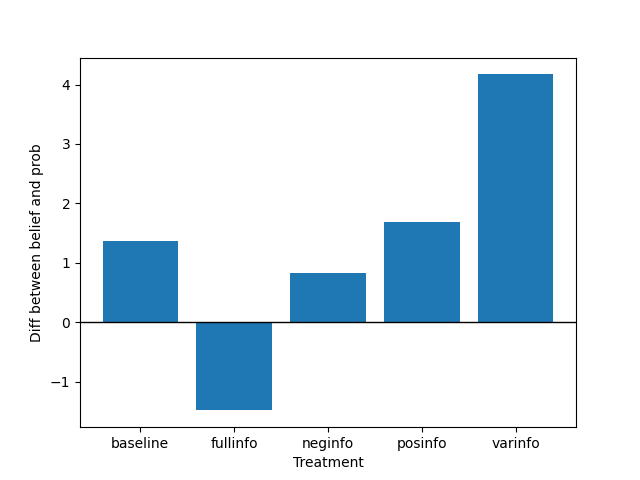 Diff between belief and prob
4
3
2
1
0
−1
baseline fullinfo neginfo posinfo varinfo
Treatment